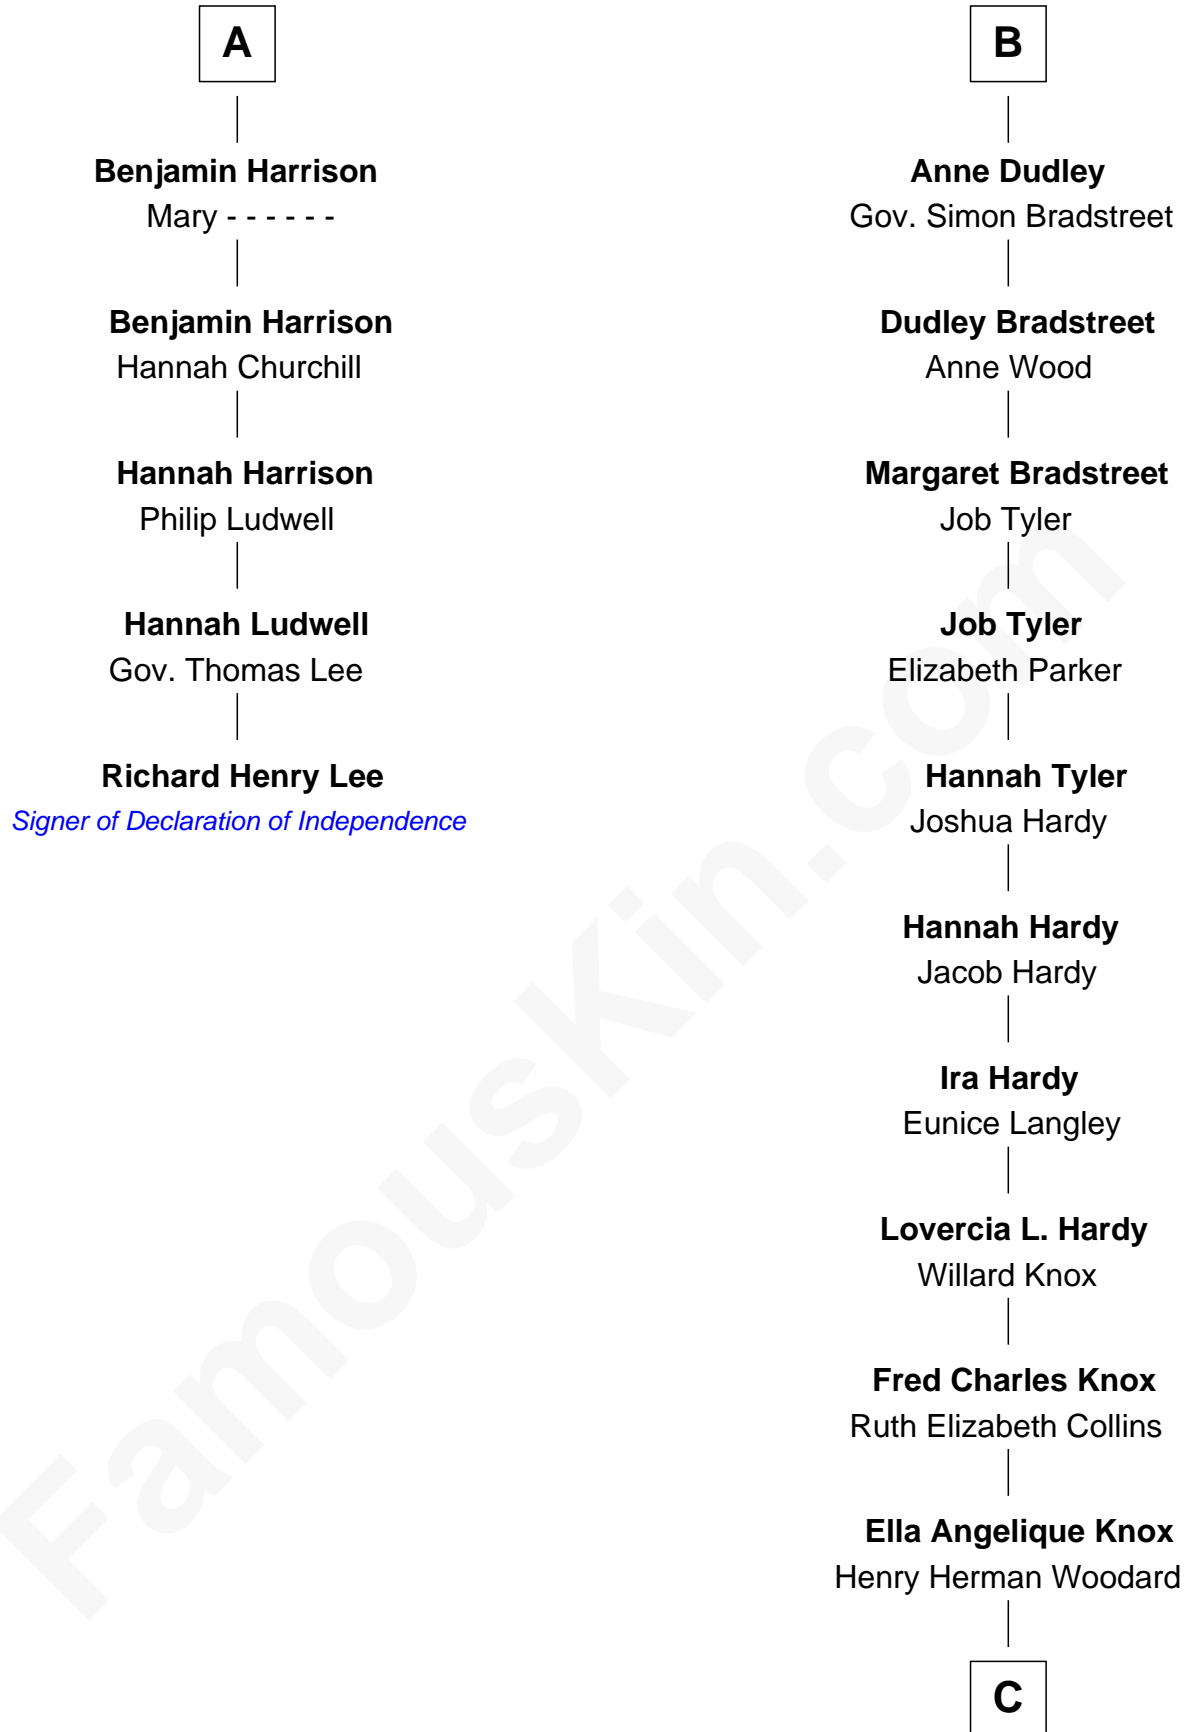 A
Benjamin Harrison
Mary - - - - - -
Benjamin Harrison
Hannah Churchill
Hannah Harrison
Philip Ludwell
Hannah Ludwell
Gov. Thomas Lee
Richard Henry Lee
Signer of Declaration of Independence
B
Anne Dudley
Gov. Simon Bradstreet
Dudley Bradstreet
Anne Wood
Margaret Bradstreet
Job Tyler
Job Tyler
Elizabeth Parker
Hannah Tyler
Joshua Hardy
Hannah Hardy
Jacob Hardy
Ira Hardy
Eunice Langley
Lovercia L. Hardy
Willard Knox
Fred Charles Knox
Ruth Elizabeth Collins
Ella Angelique Knox
Henry Herman Woodard
C
FamousKin.com